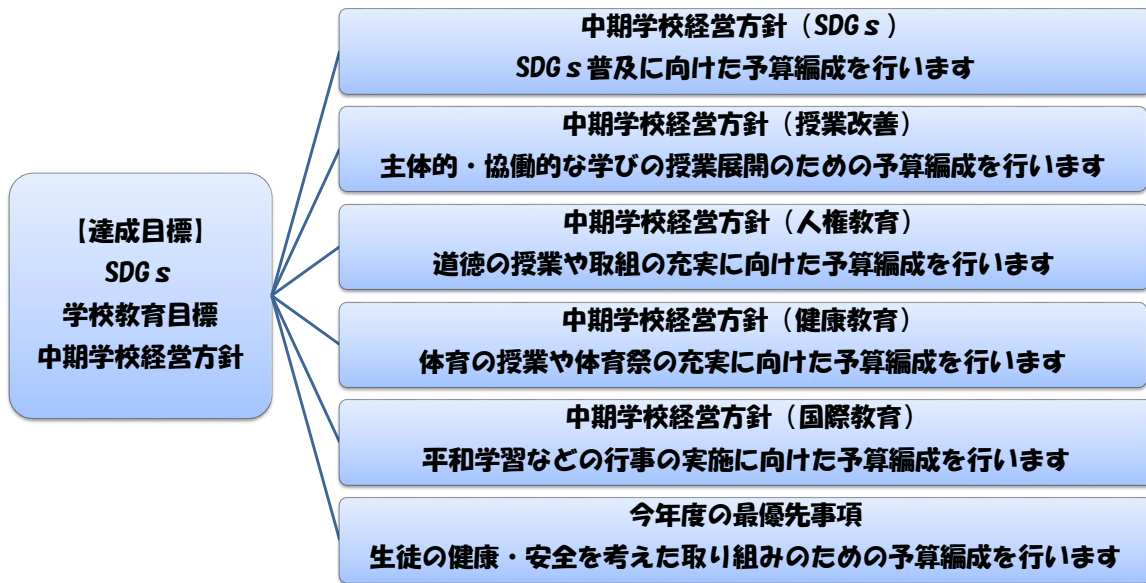 【達成目標】
SDGｓ
学校教育目標
中期学校経営方針
中期学校経営方針（SDGｓ）
SDGｓ普及に向けた予算編成を行います
中期学校経営方針（授業改善）
主体的・協働的な学びの授業展開のための予算編成を行います
中期学校経営方針（人権教育）
道徳の授業や取組の充実に向けた予算編成を行います
中期学校経営方針（健康教育）
体育の授業や体育祭の充実に向けた予算編成を行います
中期学校経営方針（国際教育）
平和学習などの行事の実施に向けた予算編成を行います
今年度の最優先事項
生徒の健康・安全を考えた取り組みのための予算編成を行います